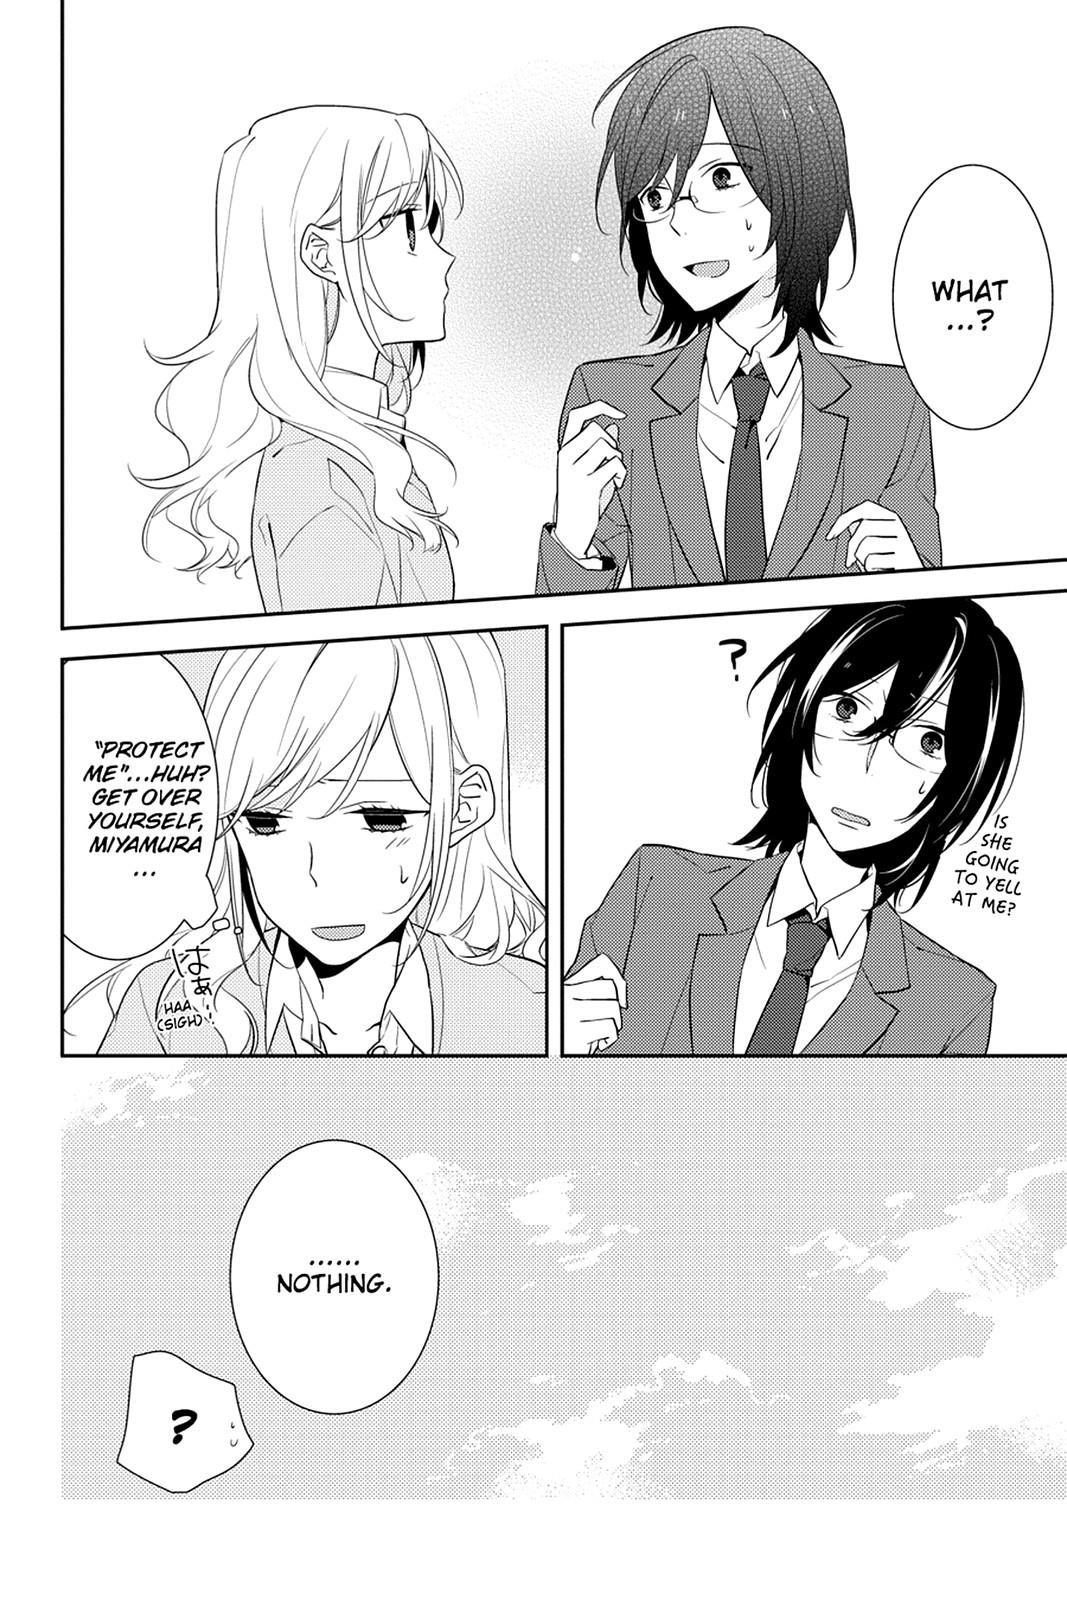 WHAT
...?
?
IS
SHE
GOING
TO YELL
AT ME?
"PROTECT
ME"...HUH?
GET OVER
YOURSELF,
MIYAMURA
...
はぁ
HAA
(SIGH)
......
NOTHING.
?